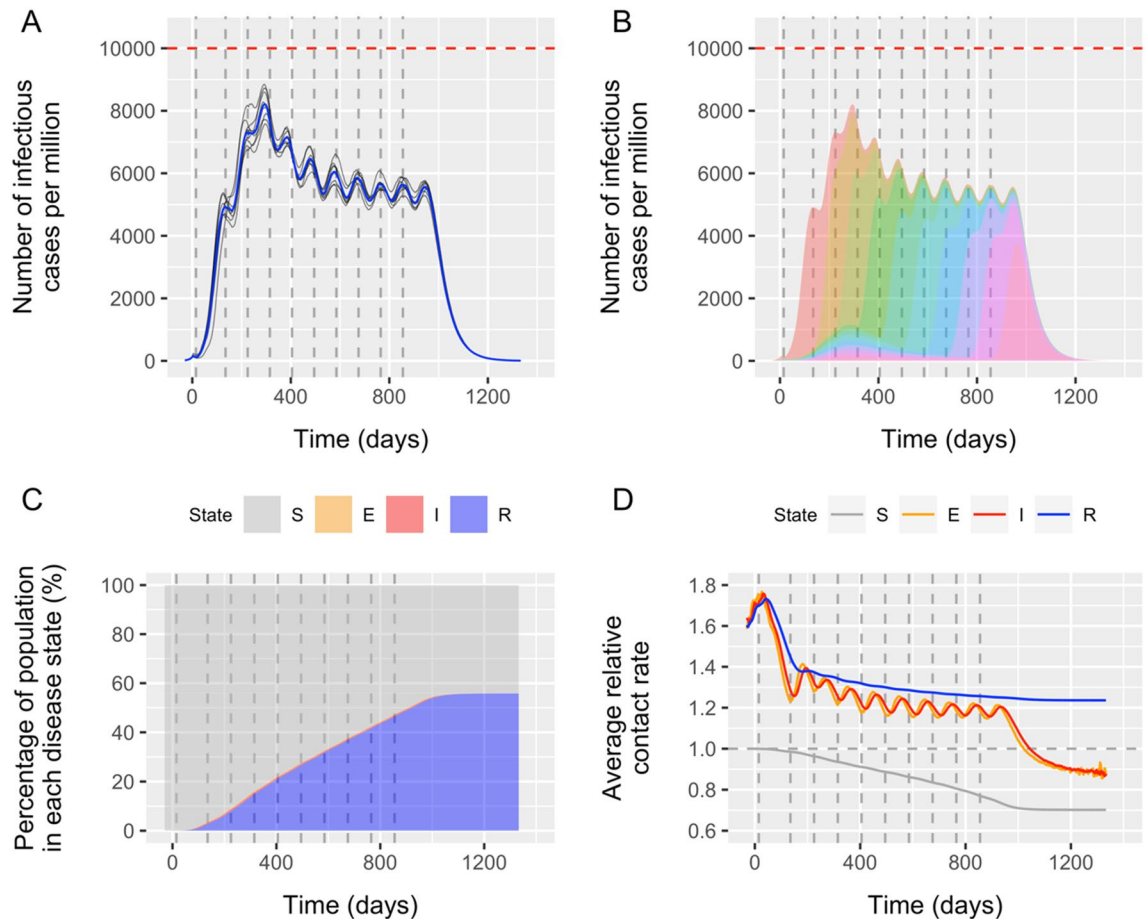 A
10000
8000
6000
4000
2000
0
Number of infectious
cases per million
0 400 800 1200
Time (days)
B
10000
8000
6000
4000
2000
0
Number of infectious
cases per million
0 400 800 1200
Time (days)
C
State S E I R
100
80
60
40
20
0
Percentage of population
in each disease state (%)
0 400 800 1200
Time (days)
D
State S E I R
1.8
1.6
1.4
1.2
1.0
0.8
0.6
Average relative
contact rate
0 400 800 1200
Time (days)